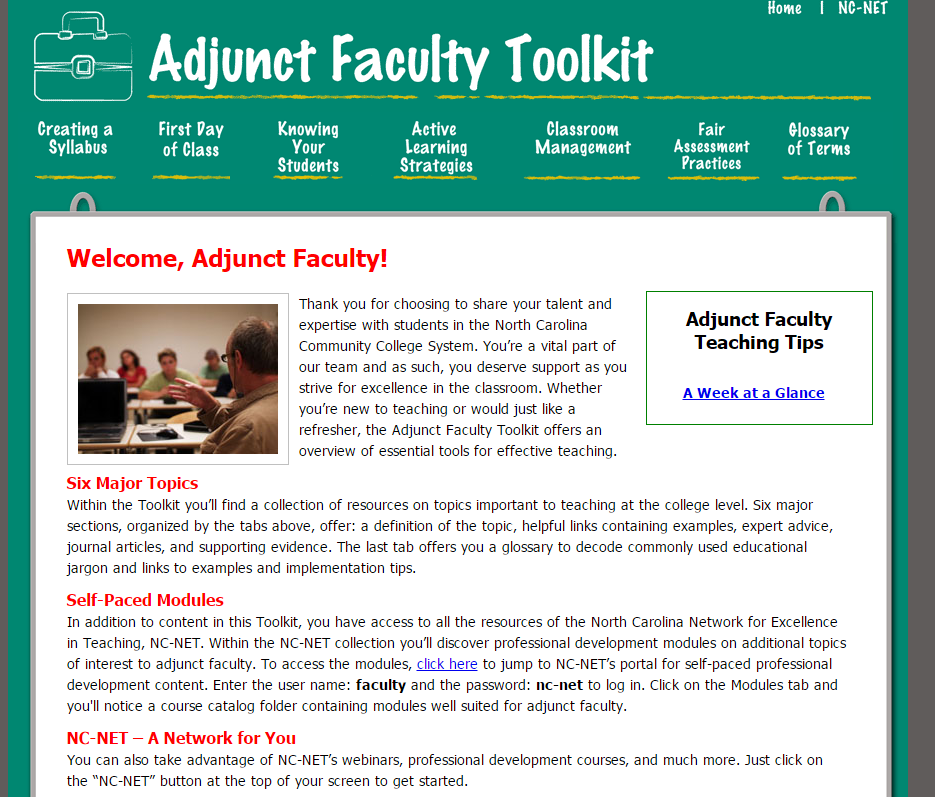 Home | NC-NET
Adjunct Faculty Toolkit
Creating a
Syllabus
First Day
of Class
Knowing
Your
Students
Active
Learning
Strategies
Classroom
Management
Fair
Assessment
Practices
Glossary
of Terms
Welcome, Adjunct Faculty!
Thank you for choosing to share your talent and
expertise with students in the North Carolina
Community College System. You’re a vital part of
our team and as such, you deserve support as you
strive for excellence in the classroom. Whether
you’re new to teaching or would just like a
refresher, the Adjunct Faculty Toolkit offers an
overview of essential tools for effective teaching.
Adjunct Faculty
Teaching Tips
A Week at a Glance
Six Major Topics
Within the Toolkit you’ll find a collection of resources on topics important to teaching at the college level. Six major
sections, organized by the tabs above, offer: a definition of the topic, helpful links containing examples, expert advice,
journal articles, and supporting evidence. The last tab offers you a glossary to decode commonly used educational
jargon and links to examples and implementation tips.
Self-Paced Modules
In addition to content in this Toolkit, you have access to all the resources of the North Carolina Network for Excellence
in Teaching, NC-NET. Within the NC-NET collection you’ll discover professional development modules on additional topics
of interest to adjunct faculty. To access the modules, click here to jump to NC-NET’s portal for self-paced professional
development content. Enter the user name: faculty and the password: nc-net to log in. Click on the Modules tab and
you'll notice a course catalog folder containing modules well suited for adjunct faculty.
NC-NET – A Network for You
You can also take advantage of NC-NET’s webinars, professional development courses, and much more. Just click on
the “NC-NET” button at the top of your screen to get started.